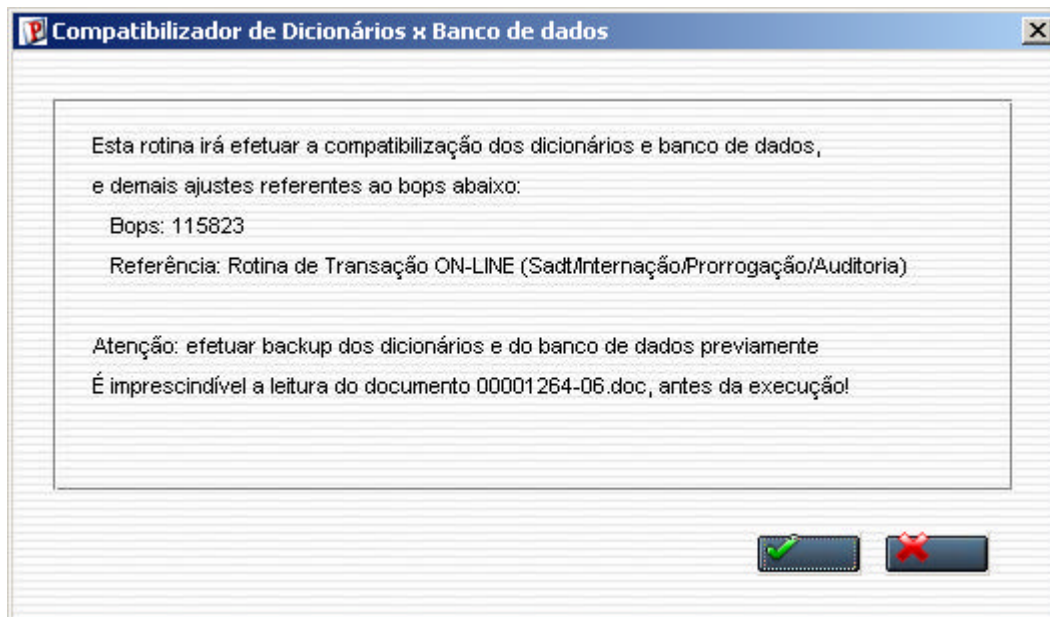 Compatibilizador de Dicionários x Banco de dados
Esta rotina irá efetuar a compatibilização dos dicionários e banco de dados,
e demais ajustes referentes ao bops abaixo:
Bops: 115823
Referência: Rotina de Transação ON-LINE (Sadt/Internação/Prorrogação/Auditoria)
Atenção: efetuar backup dos dicionários e do banco de dados previamente
É imprescindível a leitura do documento 00001264-06.doc, antes da execução!